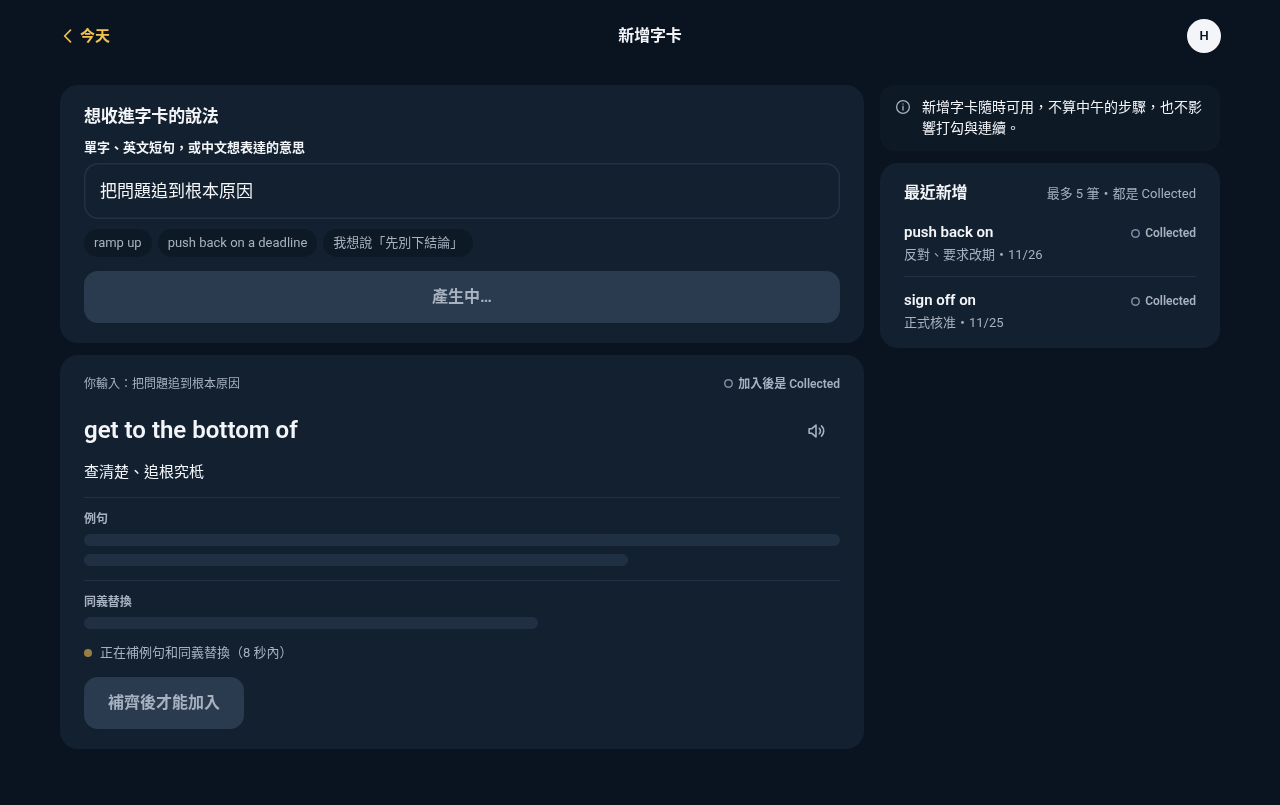 今天
新增字卡
H
想收進字卡的說法
單字、英文短句，或中文想表達的意思
把問題追到根本原因
ramp up
push back on a deadline
我想說「先別下結論」
產生中…
你輸入：把問題追到根本原因
加入後是 Collected
get to the bottom of
查清楚、追根究柢
例句
同義替換
正在補例句和同義替換（8 秒內）
補齊後才能加入
新增字卡隨時可用，不算中午的步驟，也不影
響打勾與連續。
最近新增
最多 5 筆・都是 Collected
push back on
Collected
反對、要求改期・11/26
sign off on
Collected
正式核准・11/25